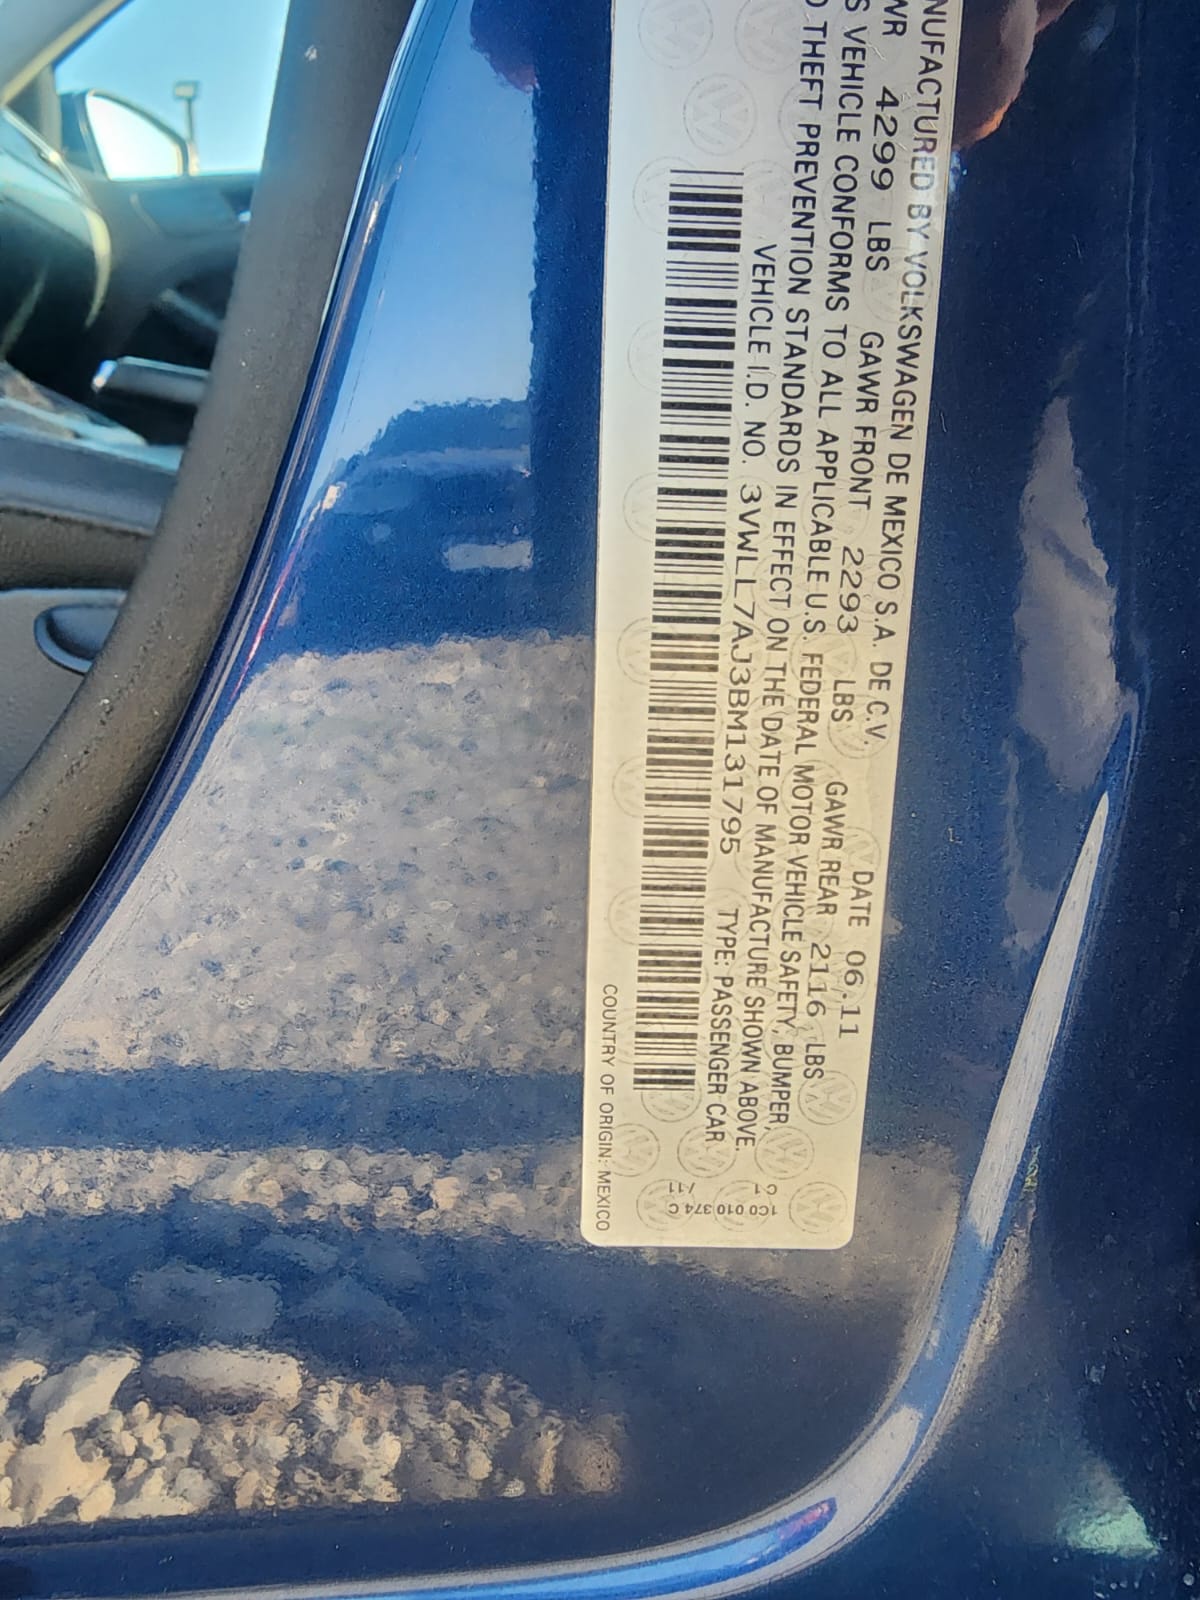 NUFACTURED BY VOLKSWAGEN DE MEXICO S.A. DE C.V. DATE 06.11
WR 4299 LBS GAWR FRONT 2293 LBS GAWR REAR 2116 LBS
S VEHICLE CONFORMS TO ALL APPLICABLE U.S. FEDERAL MOTOR VEHICLE SAFETY, BUMPER,
THEFT PREVENTION STANDARDS IN EFFECT ON THE DATE OF MANUFACTURE SHOWN ABOVE.
VEHICLE I.D. NO. 3VWLL7AJ3BM131795 TYPE: PASSENGER CAR
COUNTRY OF ORIGIN: MEXICO
1C0 010 374 C